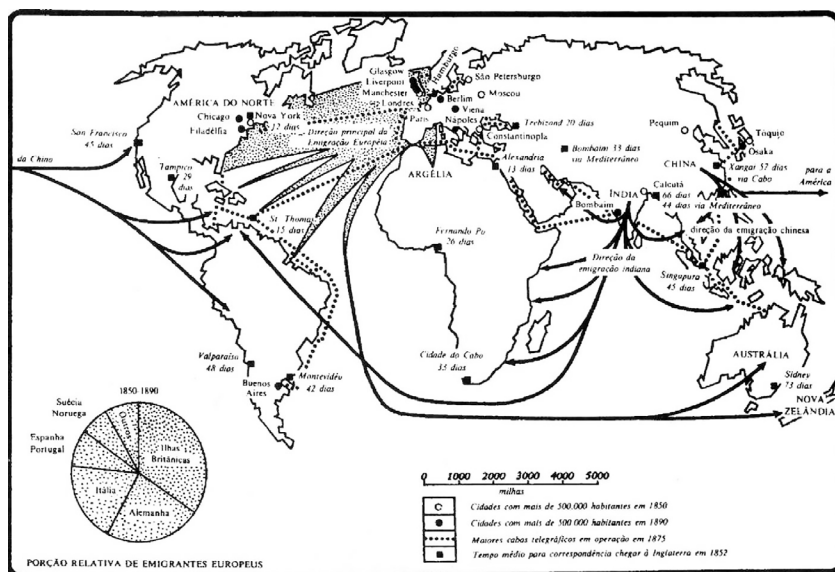 Glasgow
Liverpool
Manchester
Londres
Hamburgo
São Petersburgo
Moscou
Berlim
Viena
Paris
Nápoles
Constantinopla
Trebizond 20 dias
AMÉRICA DO NORTE
Chicago
Nova York
12 dias
Filadélfia
San Francisco
45 dias
da China
Tampico
29
dias
Direção principal da
Emigração Européia
ARGÉLIA
Alexandria
13 dias
Bombaim 33 dias
via Mediterrâneo
Pequim
Tóquio
Osaka
CHINA
Xangai 57 dias
via Cabo
para a
América
ÍNDIA
Calcutá
66 dias
44 dias via Mediterrâneo
Bombaim
direção da emigração chinesa
St Thomas
15 dias
Fernando Po
26 dias
Direção da
emigração indiana
Singapura
45 dias
Valparaíso
48 dias
Montevidéu
42 dias
Buenos
Aires
Cidade do Cabo
35 dias
AUSTRÁLIA
Sidney
73 dias
NOVA
ZELÂNDIA
1850-1890
Suécia
Noruega
Espanha
Portugal
Itália
Alemanha
Ilhas
Britânicas
PORÇÃO RELATIVA DE EMIGRANTES EUROPEUS
0 1000 2000 3000 4000 5000
milhas
Cidades com mais de 500.000 habitantes em 1850
Cidades com mais de 500.000 habitantes em 1890
Maiores cabos telegráficos em operação em 1875
Tempo médio para correspondência chegar à Inglaterra em 1852